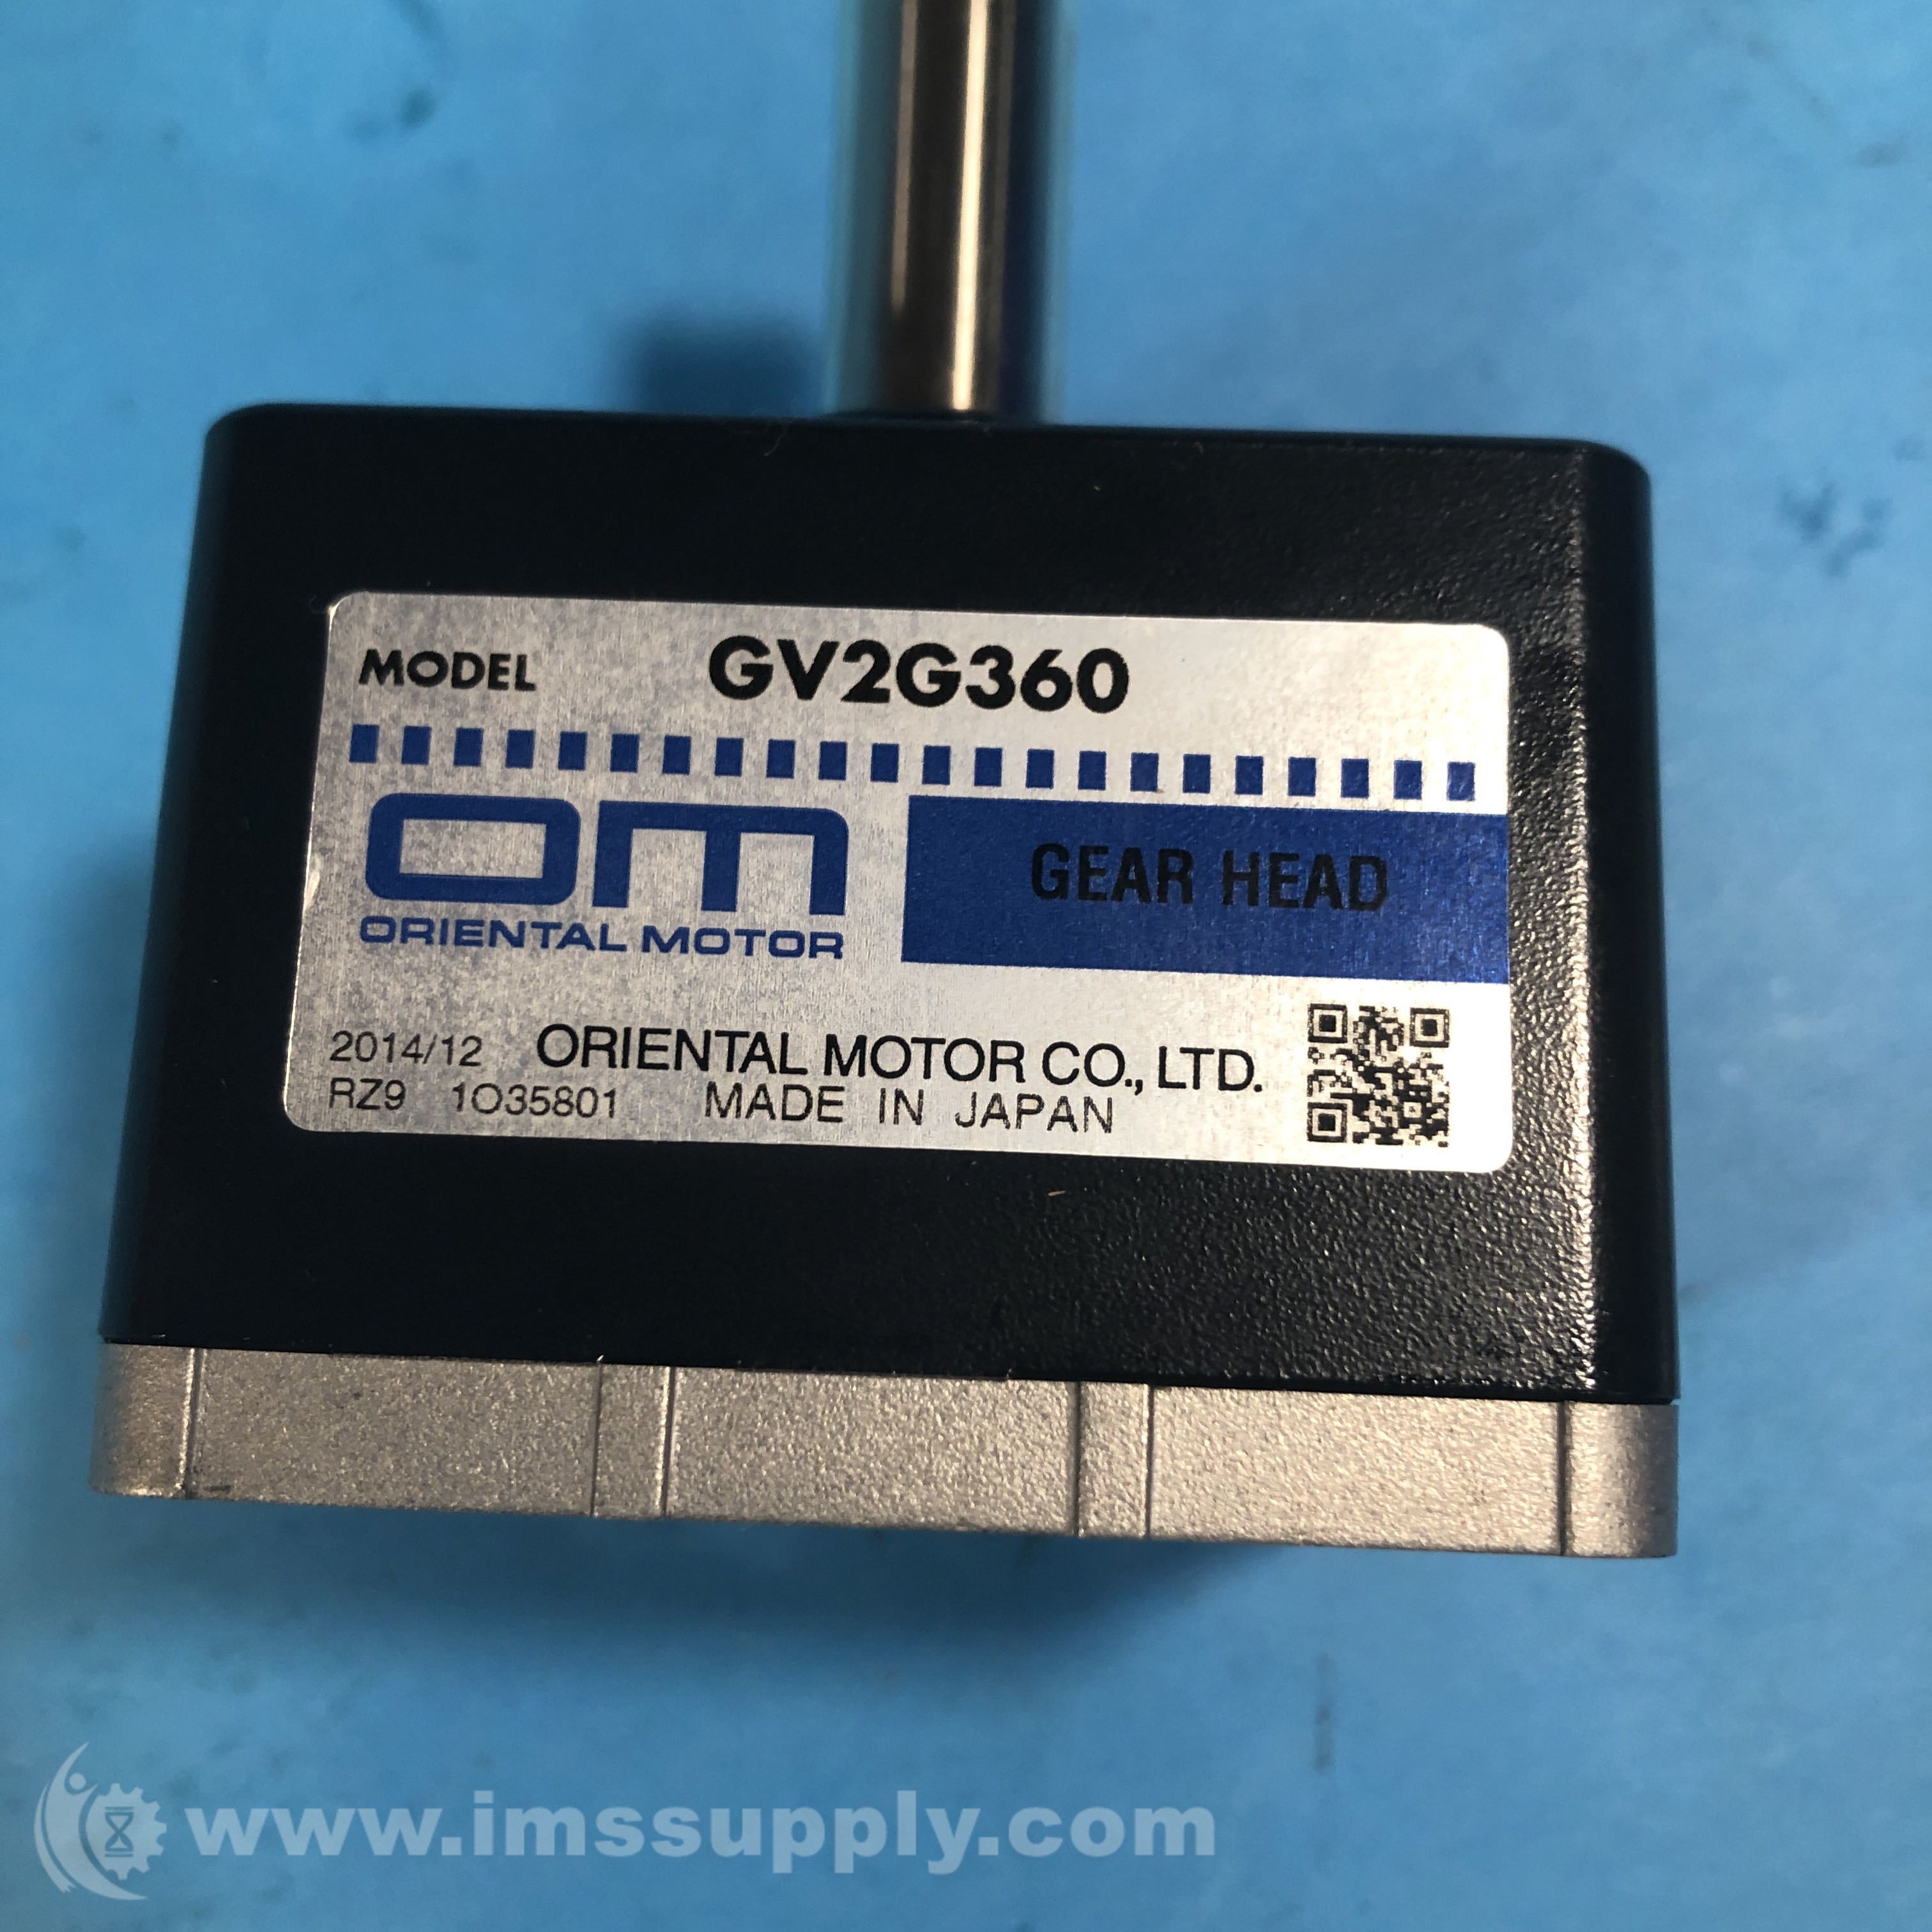 MODEL GV2G360
OM
ORIENTAL MOTOR
GEAR HEAD
2014/12 ORIENTAL MOTOR CO., LTD.
RZ9 1O35801 MADE IN JAPAN
www.imssupply.com